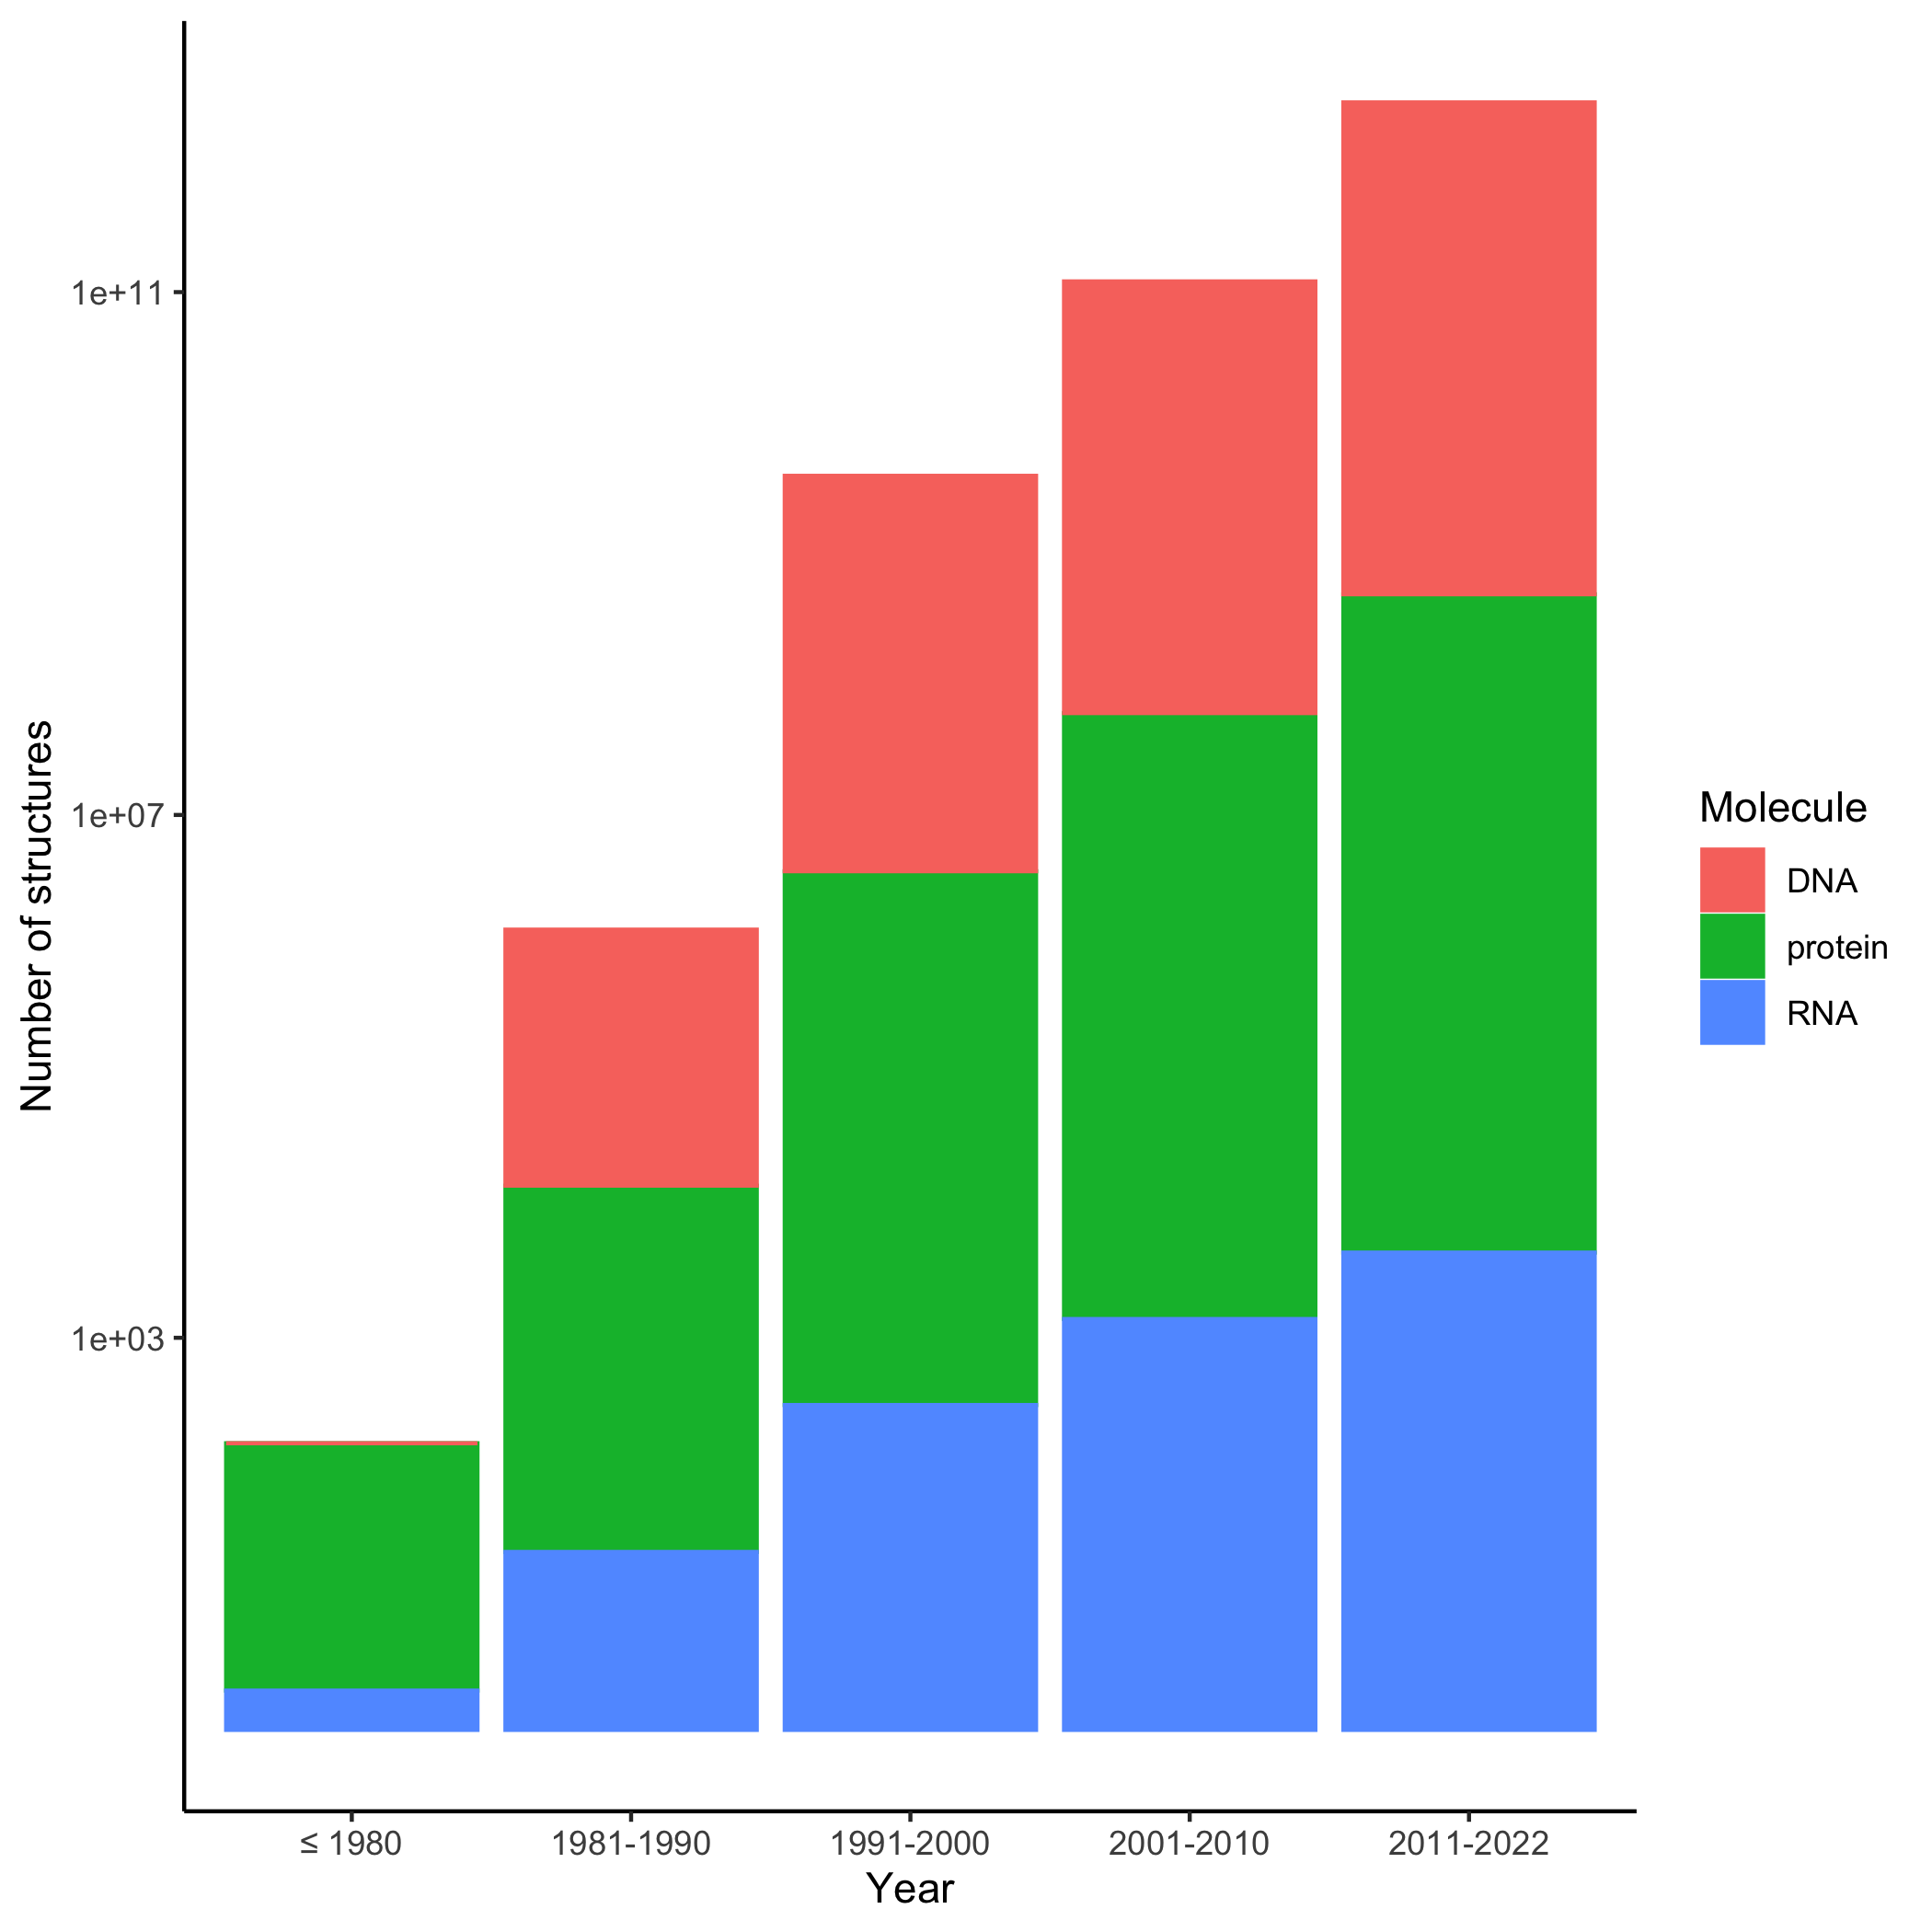 Number of structures
1e+11
1e+07
1e+03
≤ 1980
1981-1990
1991-2000
2001-2010
2011-2022
Year
Molecule
DNA
protein
RNA